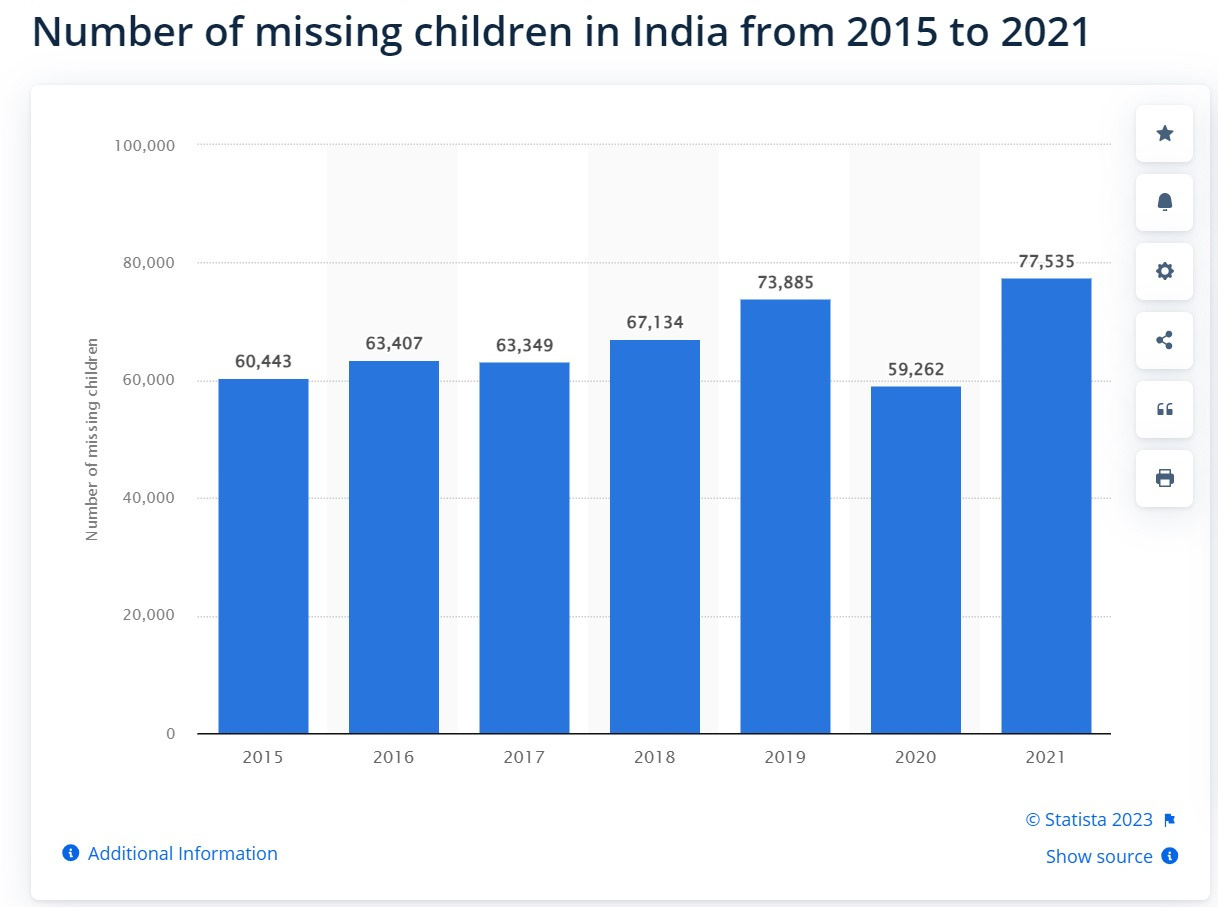 Number of missing children in India from 2015 to 2021
Number of missing children
100,000
80,000
60,000
40,000
20,000
0
60,443
63,407
63,349
67,134
73,885
59,262
77,535
2015 2016 2017 2018 2019 2020 2021
© Statista 2023
Additional Information
Show source